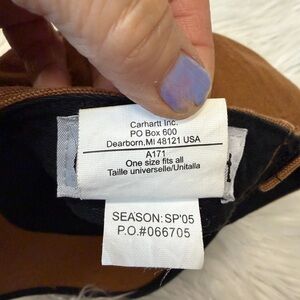 Carhartt Inc.
PO Box 600
Dearborn, MI 48121 USA
A171
One size fits all
Taille universelle/Unitalla
SEASON: SP'05
P.O.#066705